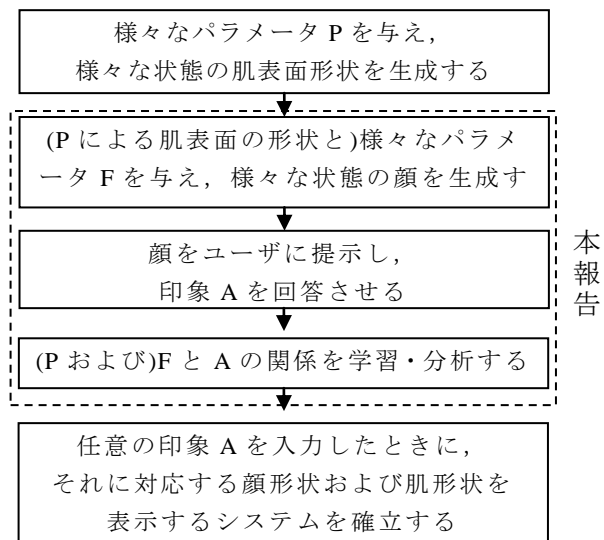 様々なパラメータ P を与え，
様々な状態の肌表面形状を生成する
(P による肌表面の形状と)様々なパラメ
ータ F を与え，様々な状態の顔を生成す
顔をユーザに提示し，
印象 A を回答させる
(P および)F と A の関係を学習・分析する
本報告
任意の印象 A を入力したときに，
それに対応する顔形状および肌形状を
表示するシステムを確立する